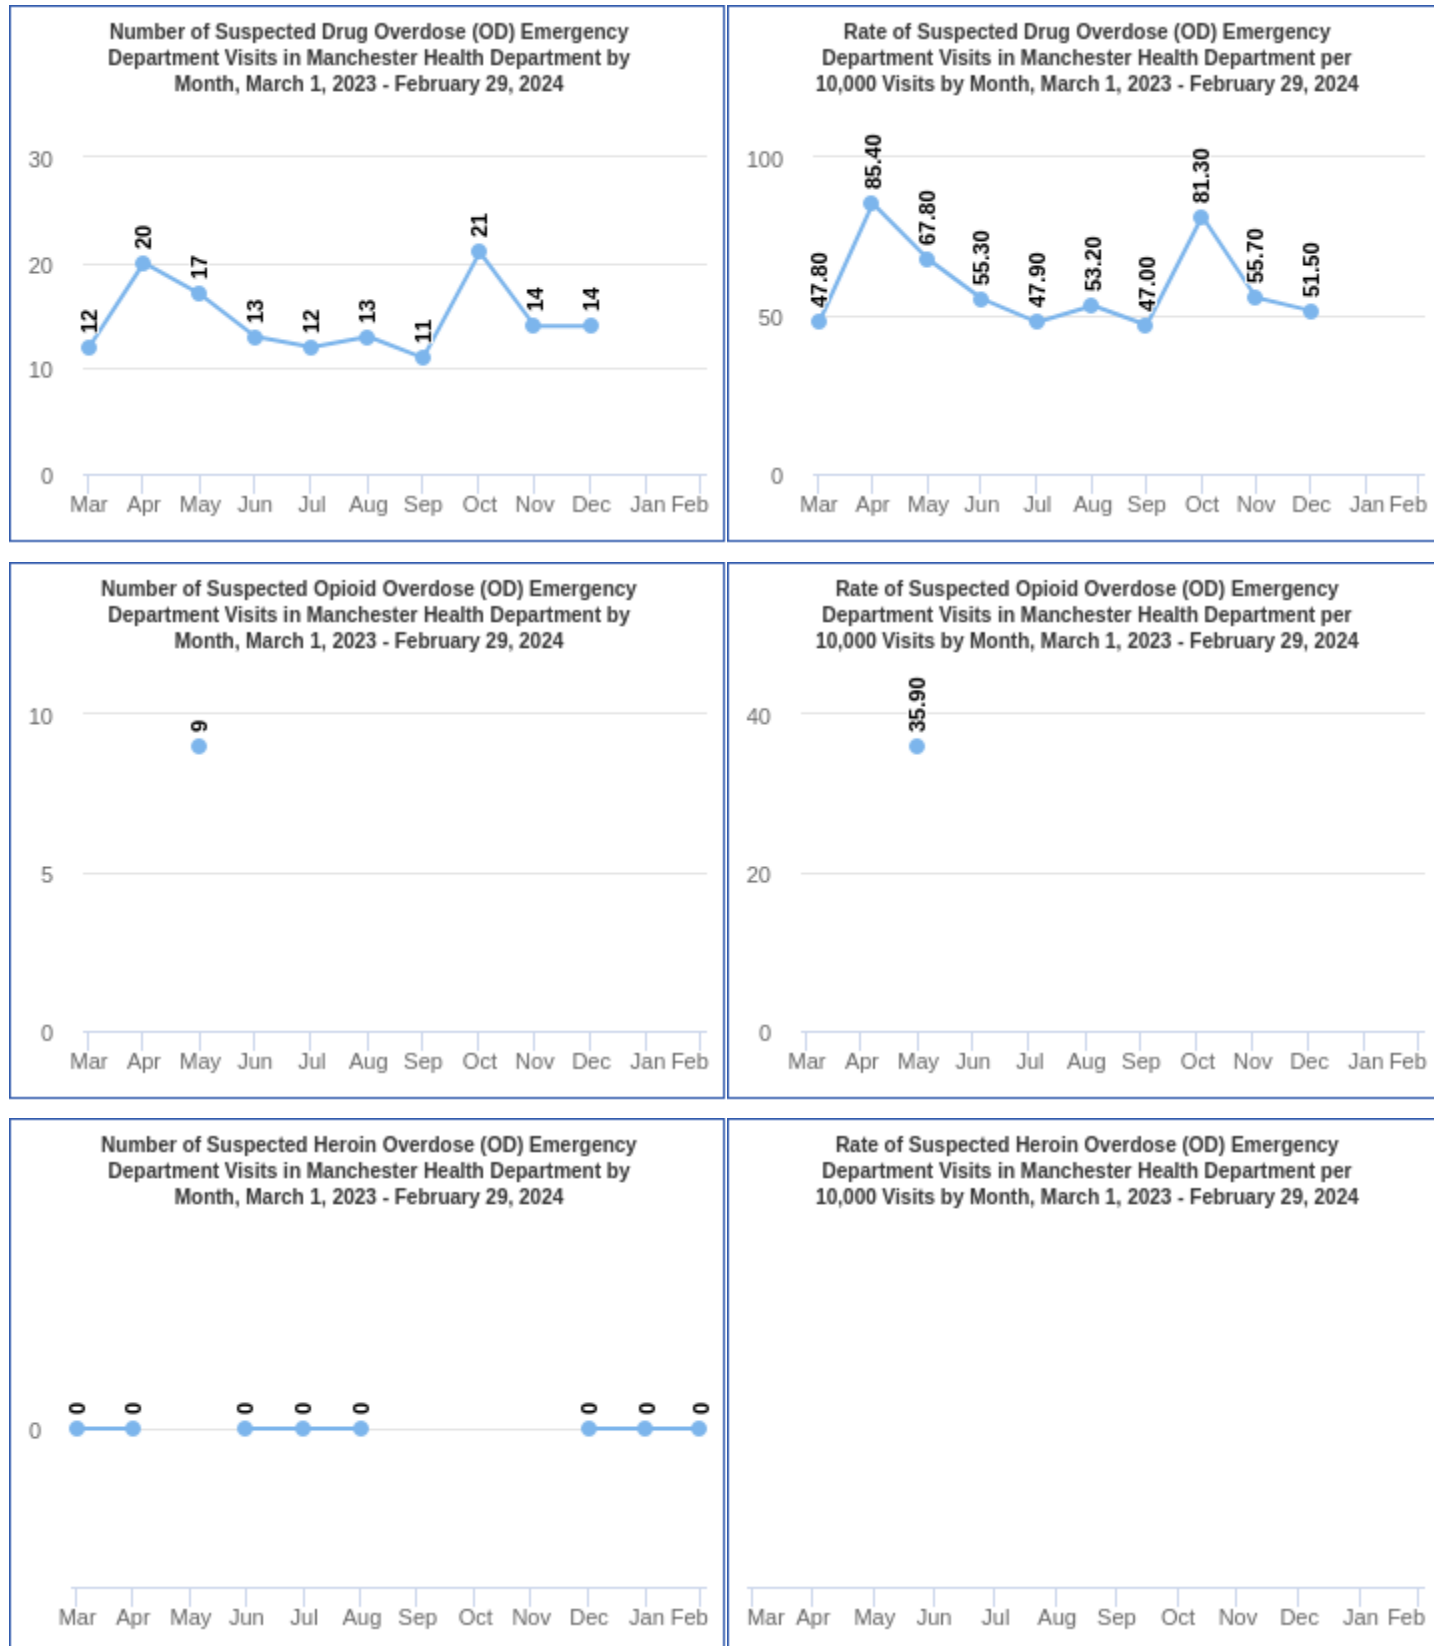 Number of Suspected Drug Overdose (OD) Emergency
Department Visits in Manchester Health Department by
Month, March 1, 2023 - February 29, 2024
30
20
10
0
12
20
17
13
12
13
11
21
14
14
Mar Apr May Jun Jul Aug Sep Oct Nov Dec Jan Feb
Rate of Suspected Drug Overdose (OD) Emergency
Department Visits in Manchester Health Department per
10,000 Visits by Month, March 1, 2023 - February 29, 2024
100
50
0
47.80
85.40
67.80
55.30
47.90
53.20
47.00
81.30
55.70
51.50
Mar Apr May Jun Jul Aug Sep Oct Nov Dec Jan Feb
Number of Suspected Opioid Overdose (OD) Emergency
Department Visits in Manchester Health Department by
Month, March 1, 2023 - February 29, 2024
10
5
0
9
Mar Apr May Jun Jul Aug Sep Oct Nov Dec Jan Feb
Rate of Suspected Opioid Overdose (OD) Emergency
Department Visits in Manchester Health Department per
10,000 Visits by Month, March 1, 2023 - February 29, 2024
40
20
0
35.90
Mar Apr May Jun Jul Aug Sep Oct Nov Dec Jan Feb
Number of Suspected Heroin Overdose (OD) Emergency
Department Visits in Manchester Health Department by
Month, March 1, 2023 - February 29, 2024
0
0
0
0
0
0
0
0
0
Mar Apr May Jun Jul Aug Sep Oct Nov Dec Jan Feb
Rate of Suspected Heroin Overdose (OD) Emergency
Department Visits in Manchester Health Department per
10,000 Visits by Month, March 1, 2023 - February 29, 2024
Mar Apr May Jun Jul Aug Sep Oct Nov Dec Jan Feb